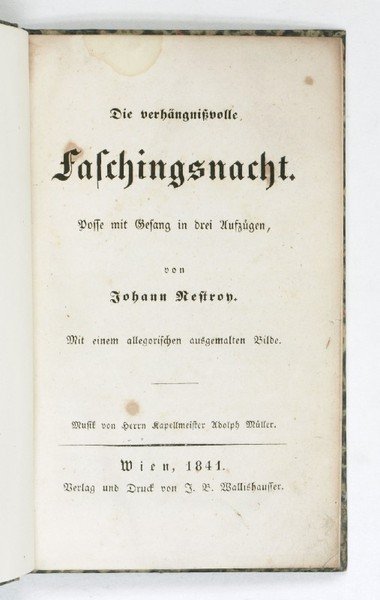 Die verhängnißvolle
Faschingsnacht.
Posse mit Gesang in drei Aufzügen,
von
Johann Nestroy.
Mit einem allegorischen ausgemalten Bilde.
Musik von Herrn Kapellmeister Adolph Müller.
Wien, 1841.
Verlag und Druck von J. B. Wallishausser.